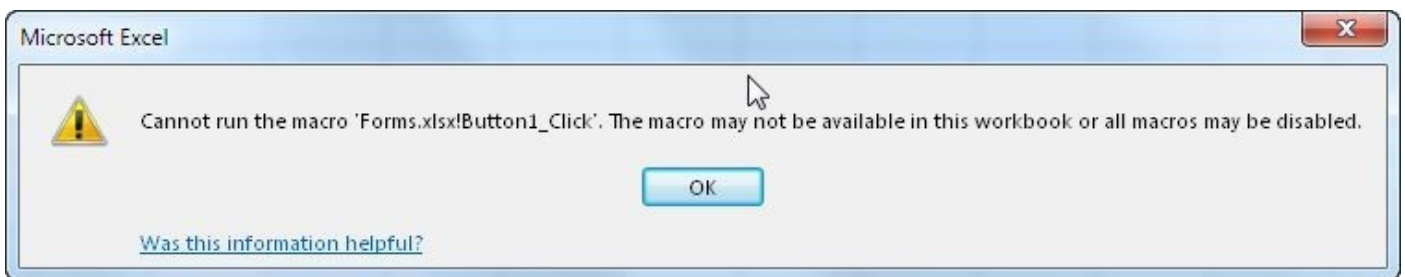 Microsoft Excel
Cannot run the macro 'Forms.xlsx!Button1_Click'. The macro may not be available in this workbook or all macros may be disabled.
OK
Was this information helpful?